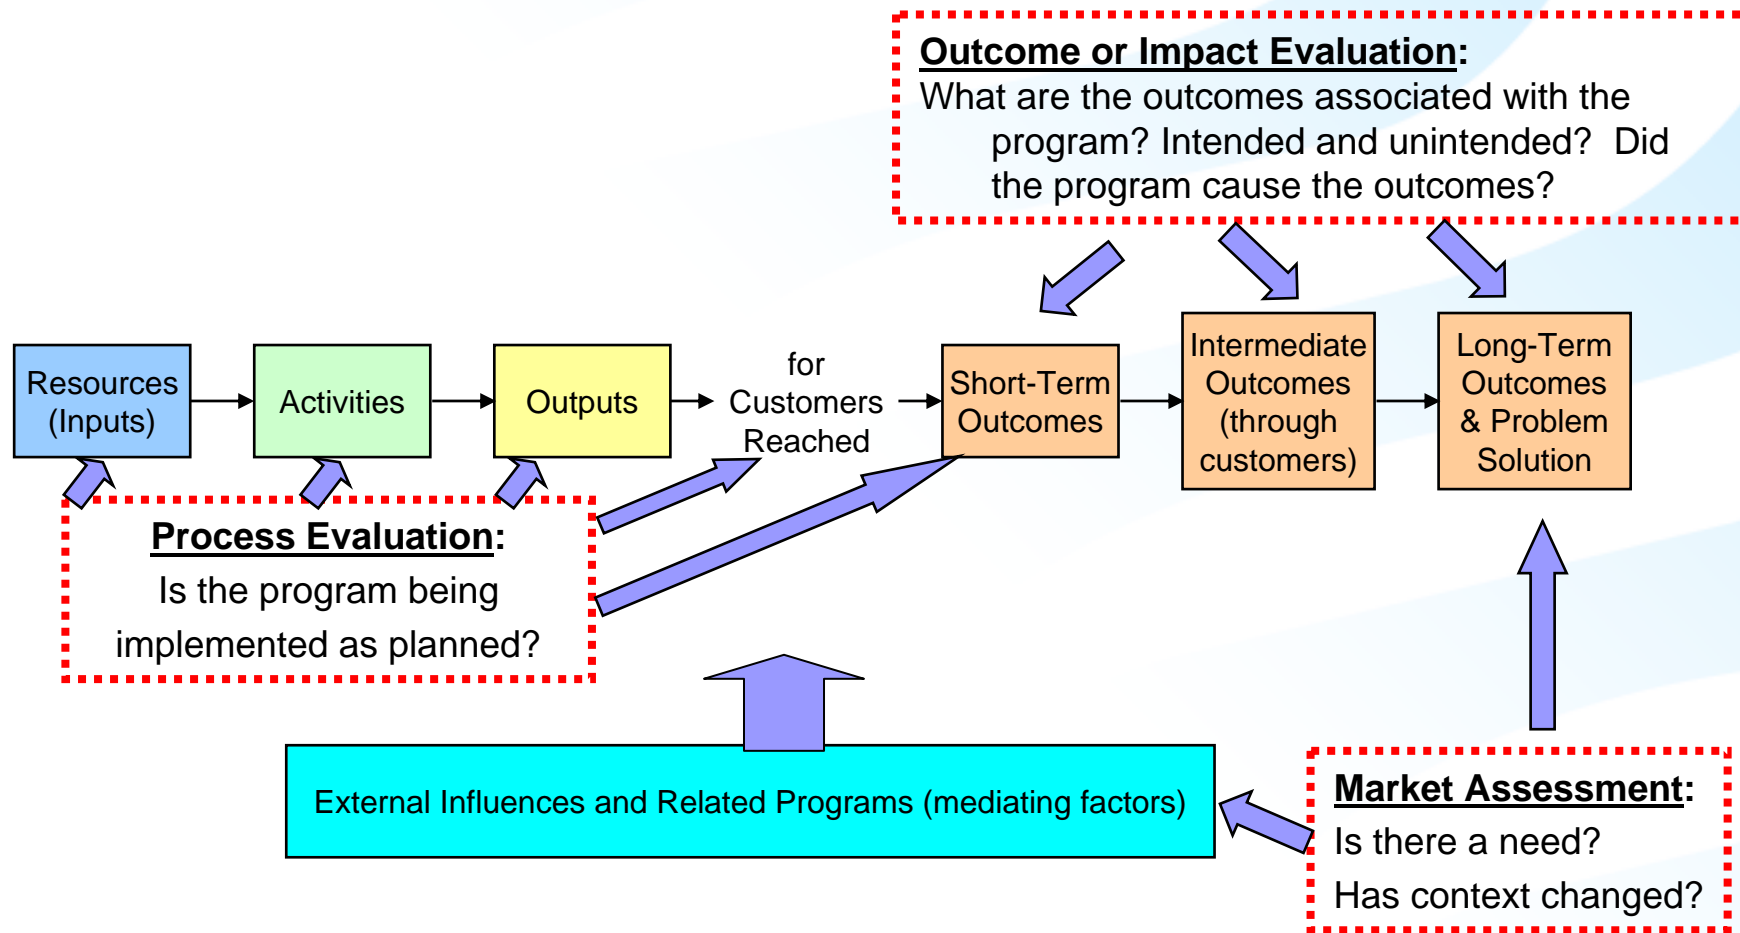 Outcome or Impact Evaluation:
What are the outcomes associated with the
program? Intended and unintended? Did
the program cause the outcomes?
Resources
(Inputs)
Activities
Outputs
for
Customers
Reached
Short-Term
Outcomes
Intermediate
Outcomes
(through
customers)
Long-Term
Outcomes
& Problem
Solution
Process Evaluation:
Is the program being
implemented as planned?
External Influences and Related Programs (mediating factors)
Market Assessment:
Is there a need?
Has context changed?